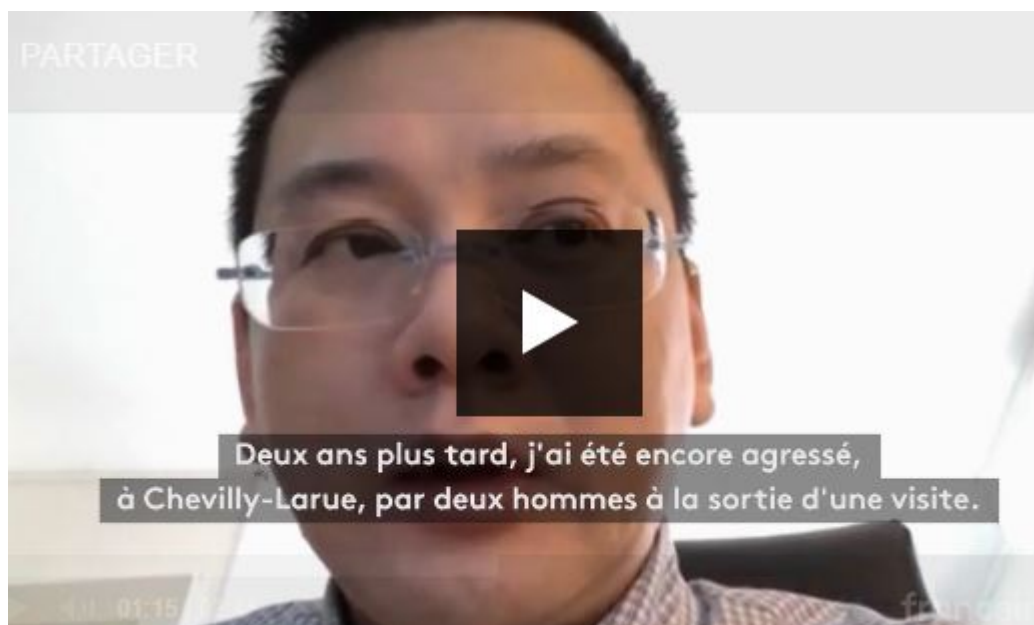 PARTAGER
Deux ans plus tard, j'ai été encore agressé,
à Chevilly-Larue, par deux hommes à la sortie d'une visite.
01:15